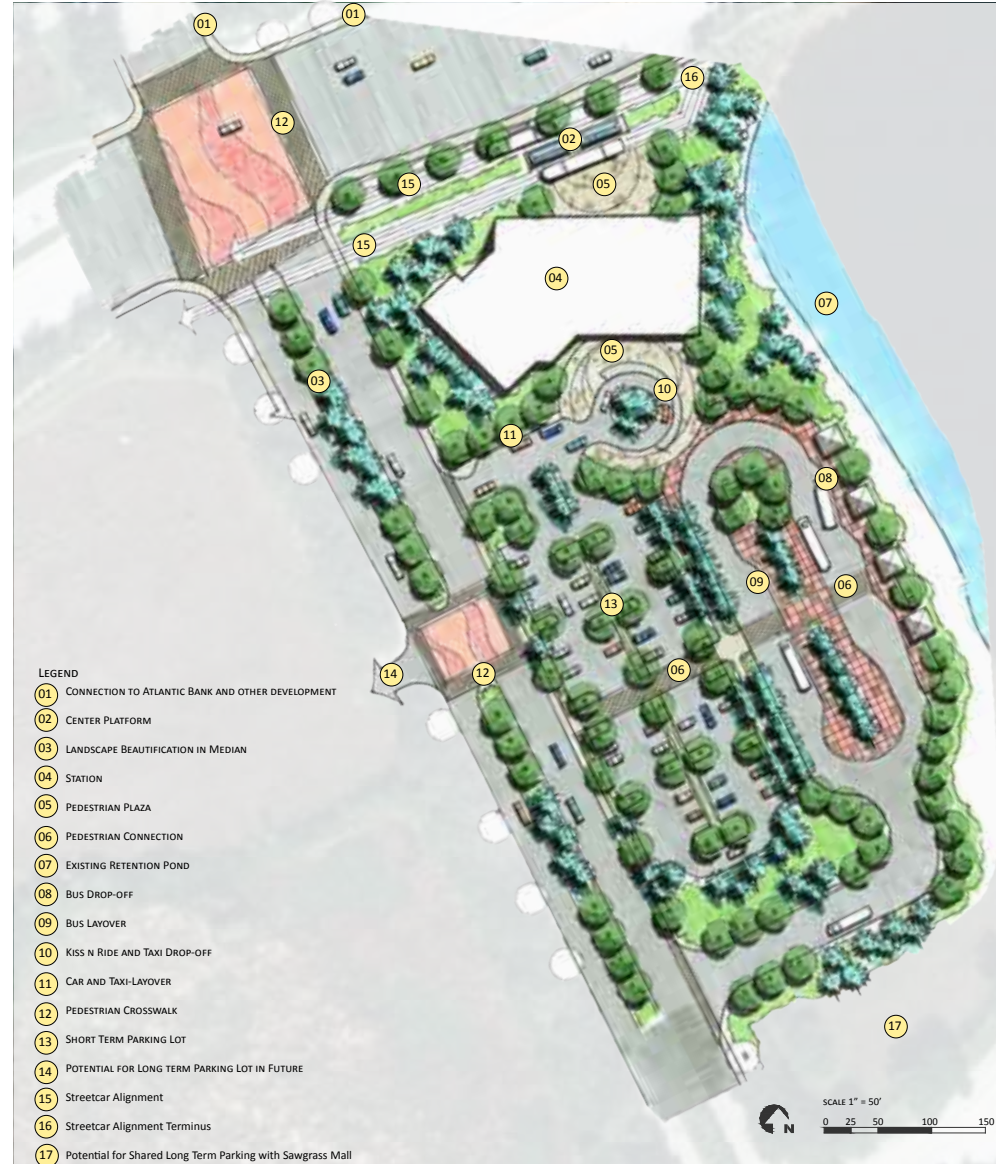 01
01
16
12
02
15
05
15
04
07
05
03
10
11
08
09
06
13
06
14
12
17
LEGEND
01 CONNECTION TO ATLANTIC BANK AND OTHER DEVELOPMENT
02 CENTER PLATFORM
03 LANDSCAPE BEAUTIFICATION IN MEDIAN
04 STATION
05 PEDESTRIAN PLAZA
06 PEDESTRIAN CONNECTION
07 EXISTING RETENTION POND
08 BUS DROP-OFF
09 BUS LAYOVER
10 KISS N RIDE AND TAXI DROP-OFF
11 CAR AND TAXI-LAYOVER
12 PEDESTRIAN CROSSWALK
13 SHORT TERM PARKING LOT
14 POTENTIAL FOR LONG TERM PARKING LOT IN FUTURE
15 Streetcar Alignment
16 Streetcar Alignment Terminus
17 Potential for Shared Long Term Parking with Sawgrass Mall
N
SCALE 1" = 50'
0 25 50 100 150